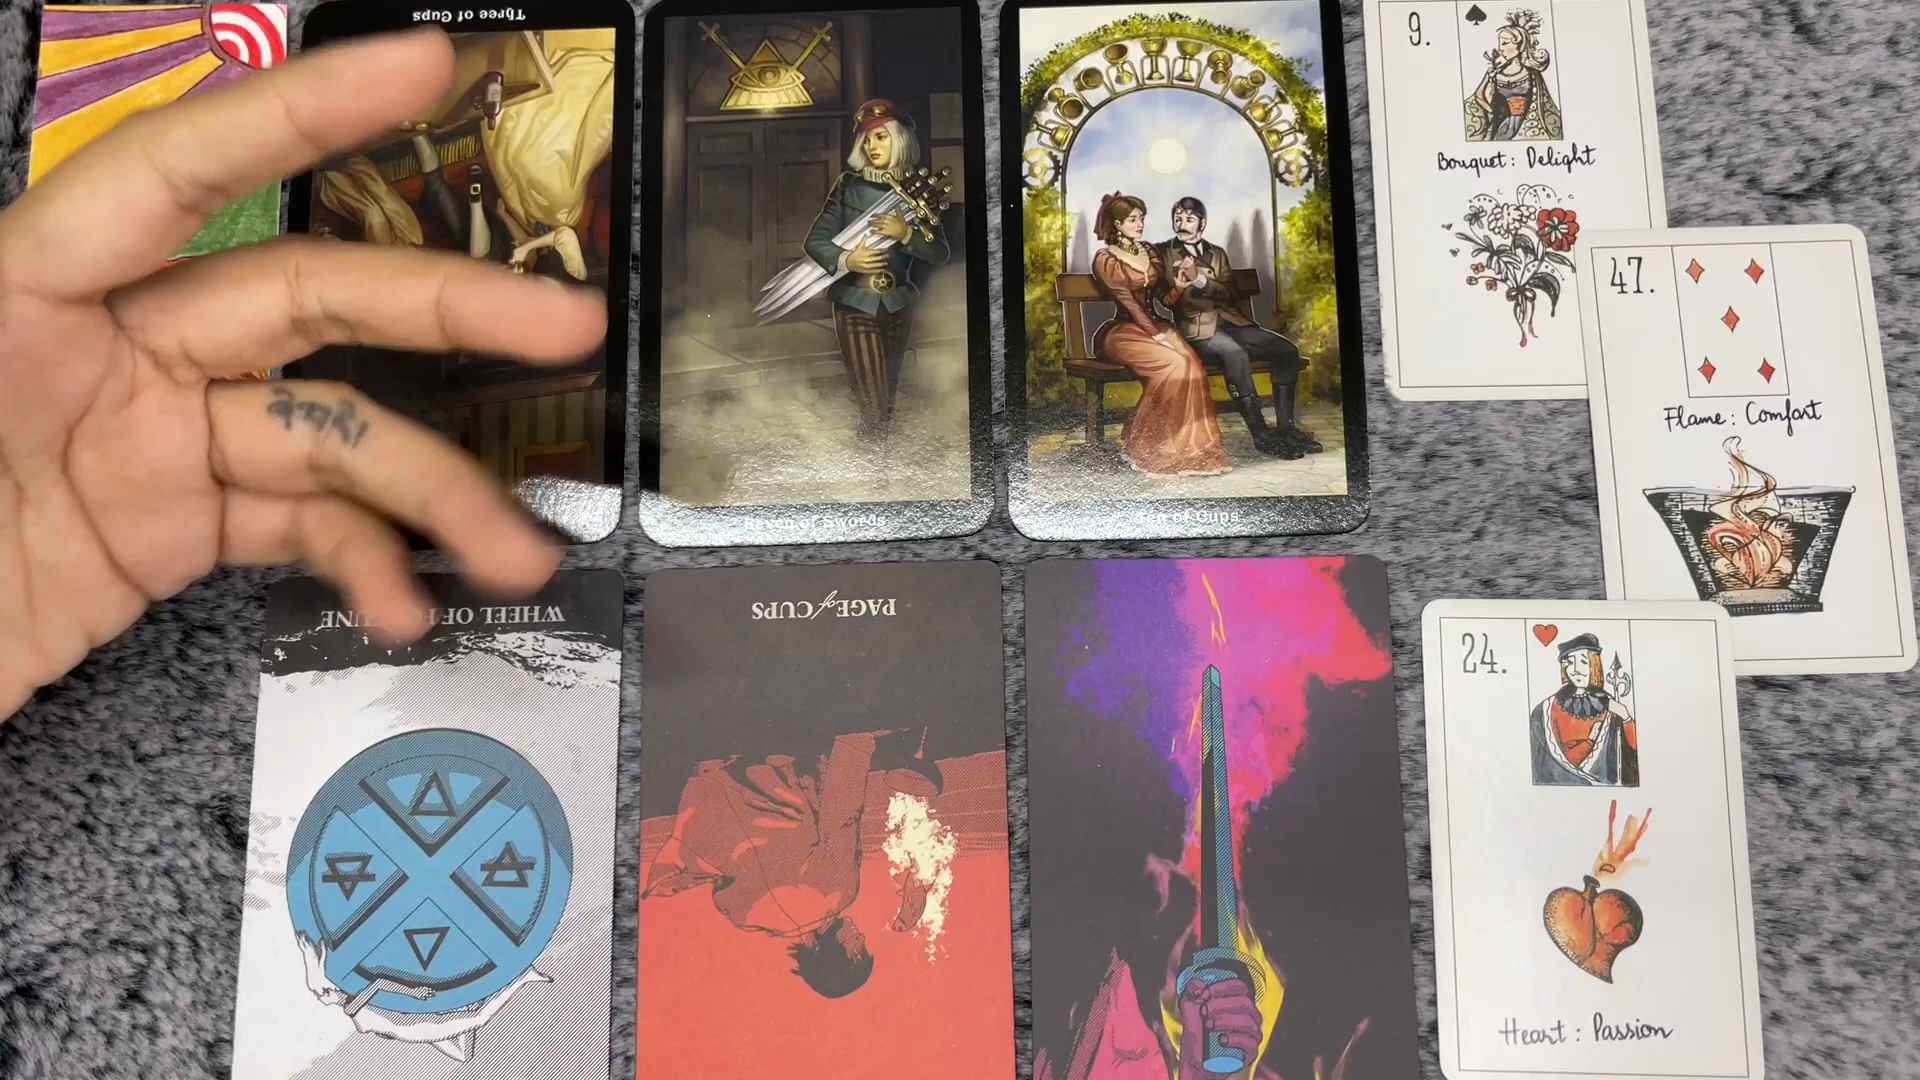 Three of Cups
Seven of Swords
Ten of Cups
9.
Bouquet: Delight
47.
Flame: Comfort
WHEEL OF FORTUNE
PAGE of CUPS
24.
Heart: Passion